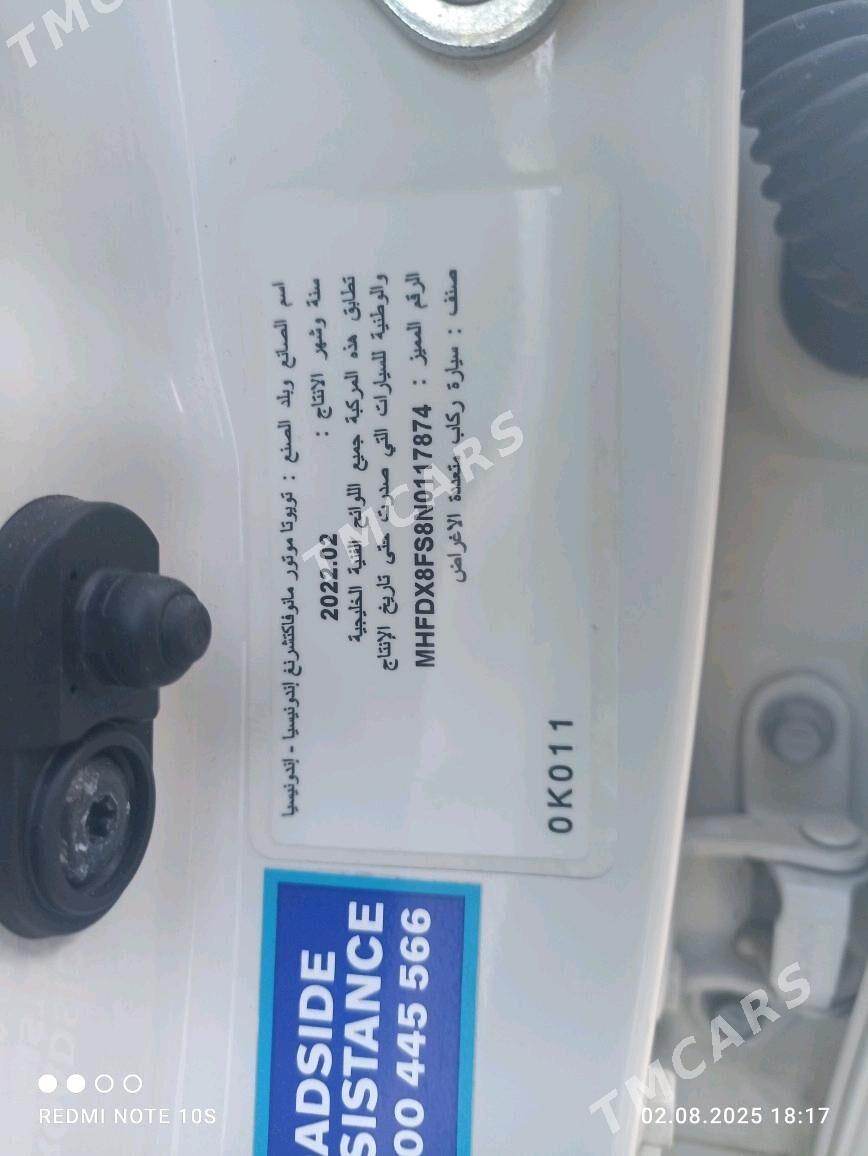 اسم الصانع وبلد الصنع : تويوتا موتور مانوفاكتشرنغ إندونيسيا - إندونيسيا
سنة وشهر الانتاج : 2022.02
تطابق هذه المركبة جميع اللوائح الفنية الخليجية
والوطنية للسيارات التي صدرت حتى تاريخ الإنتاج
الرقم المميز : MHFDX8FS8N0117874
صنف : سيارة ركاب متعددة الاغراض
0K011
ADSIDE
SISTANCE
00 445 566
TMCARS
TMCARS
TMC
REDMI NOTE 10S
02.08.2025 18:17